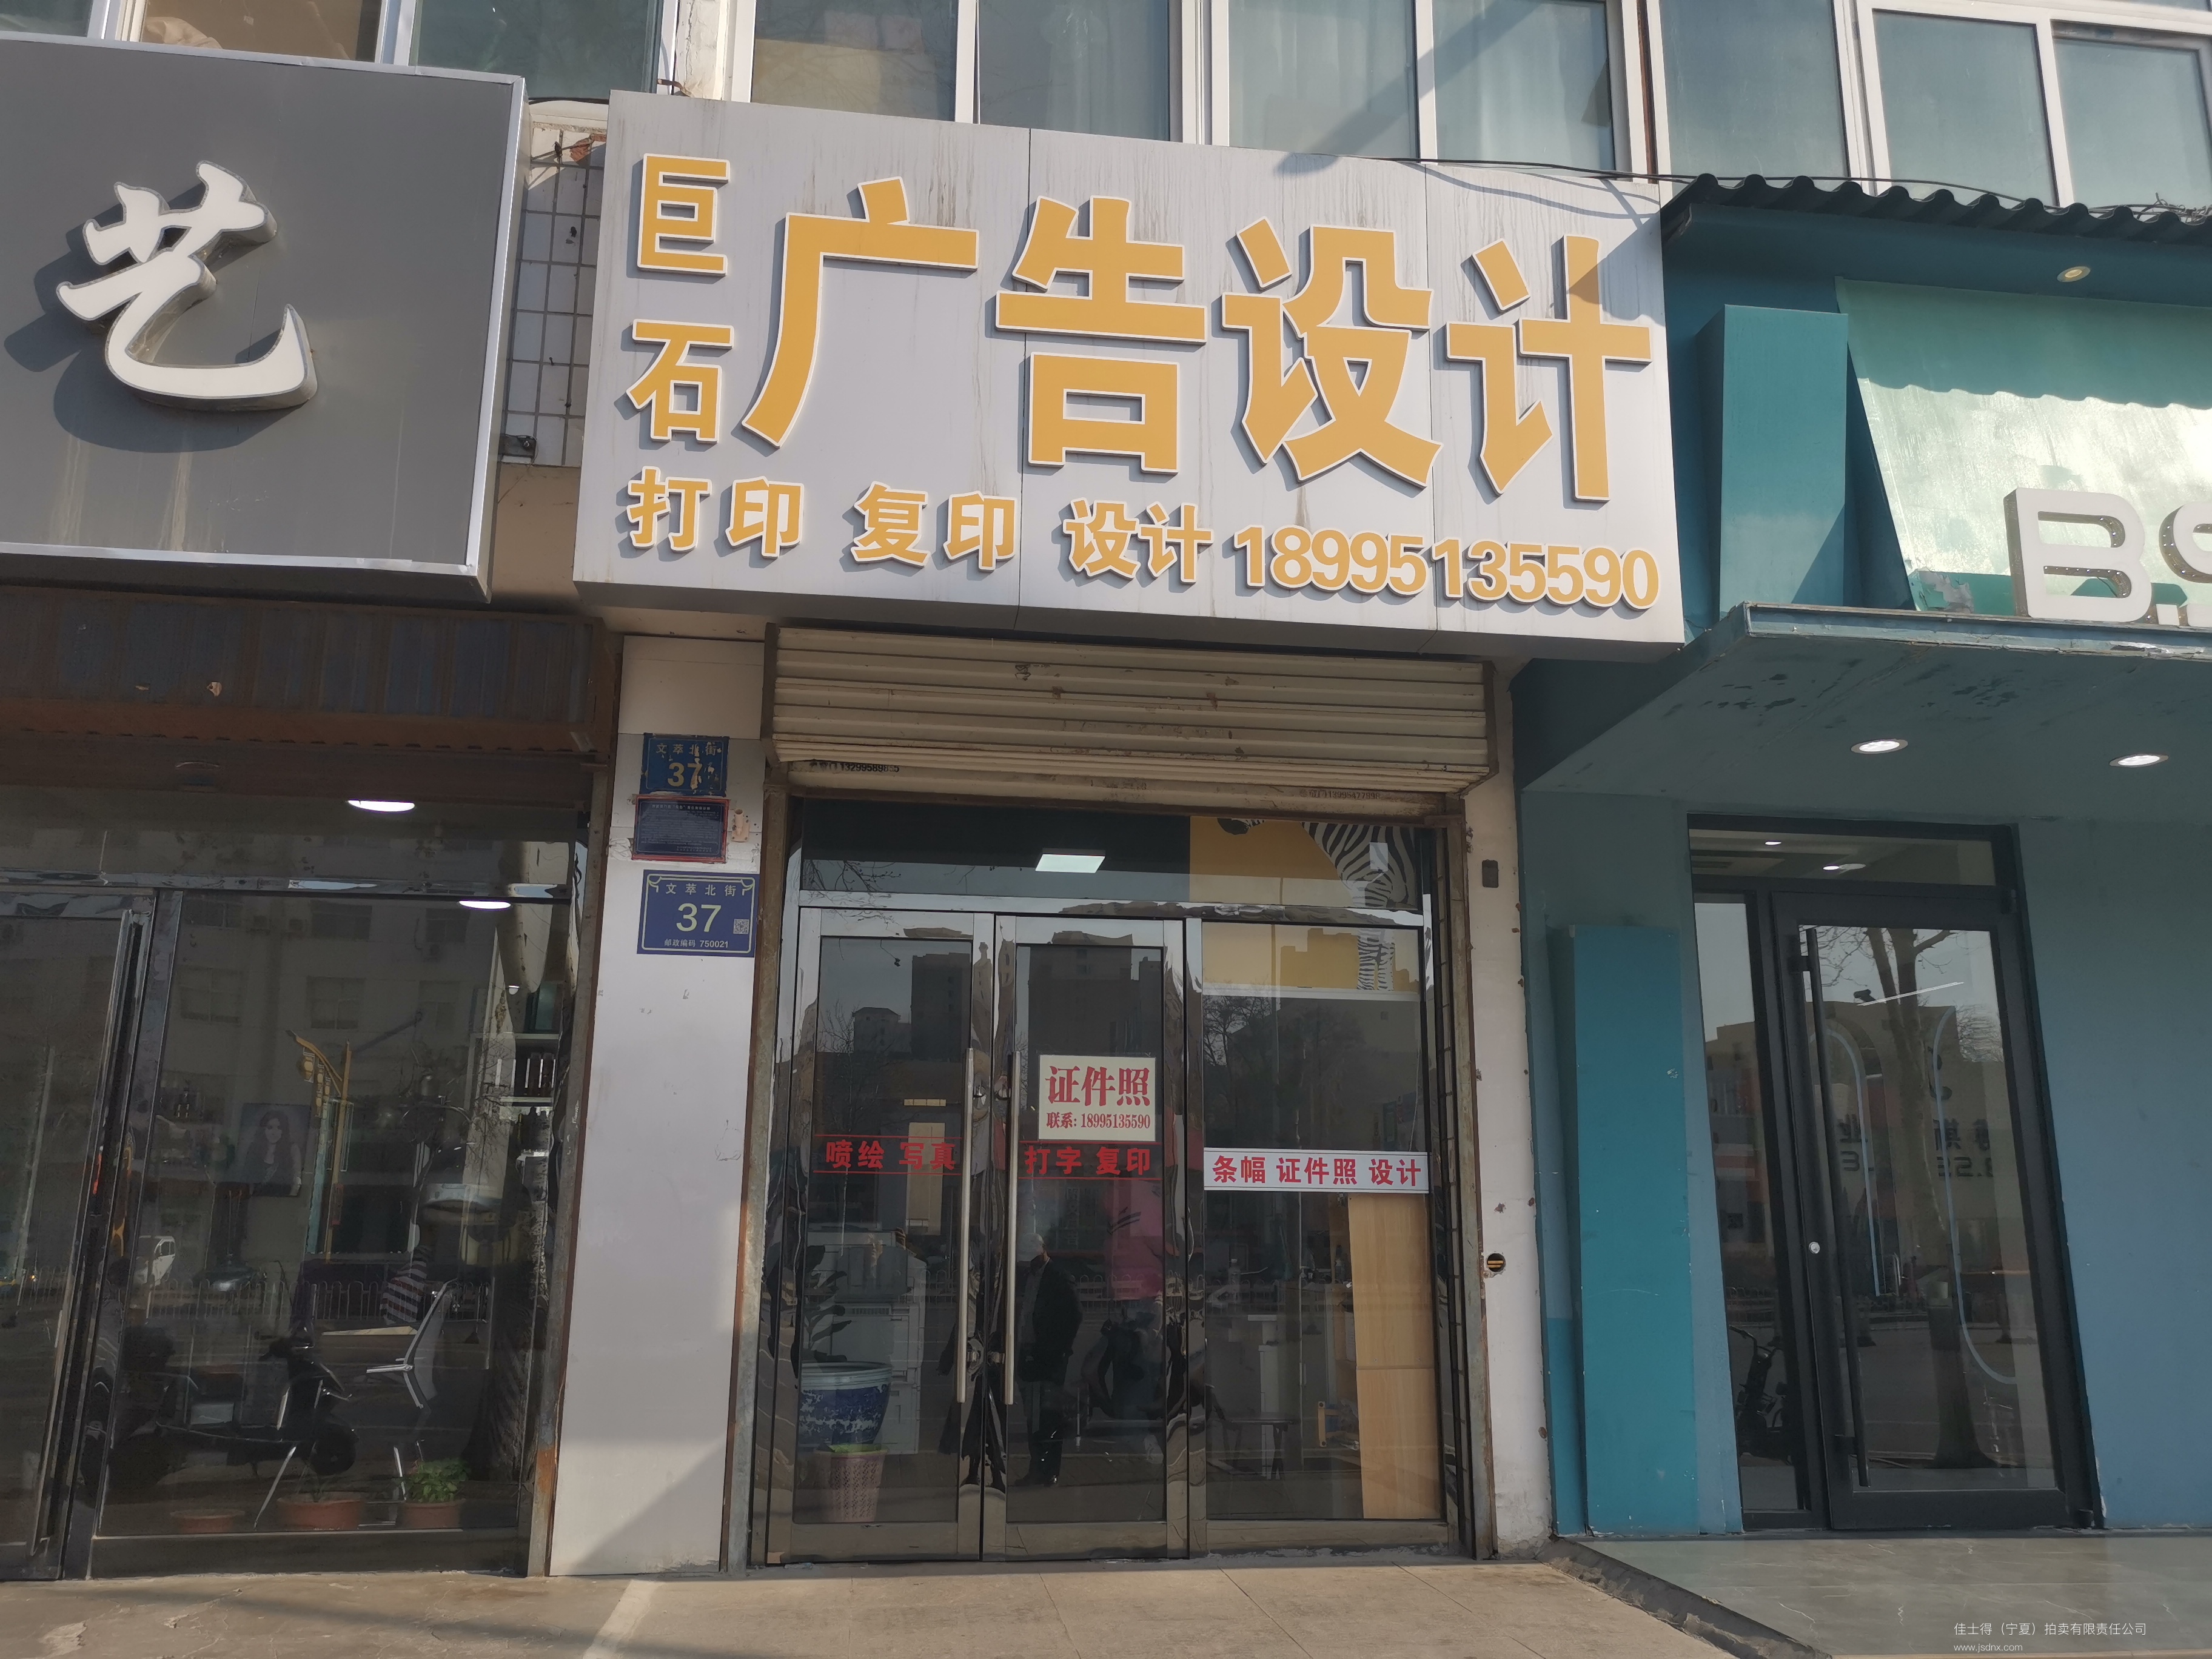 艺
巨石
广告设计
打印 复印 设计 18995135590
B.S
文萃北街
37
文萃北街
37
邮政编码 750021
证件照
联系: 18995135590
喷绘 写真
打字 复印
条幅 证件照 设计
佳士得（宁夏）拍卖有限责任公司
www.jsdnx.com